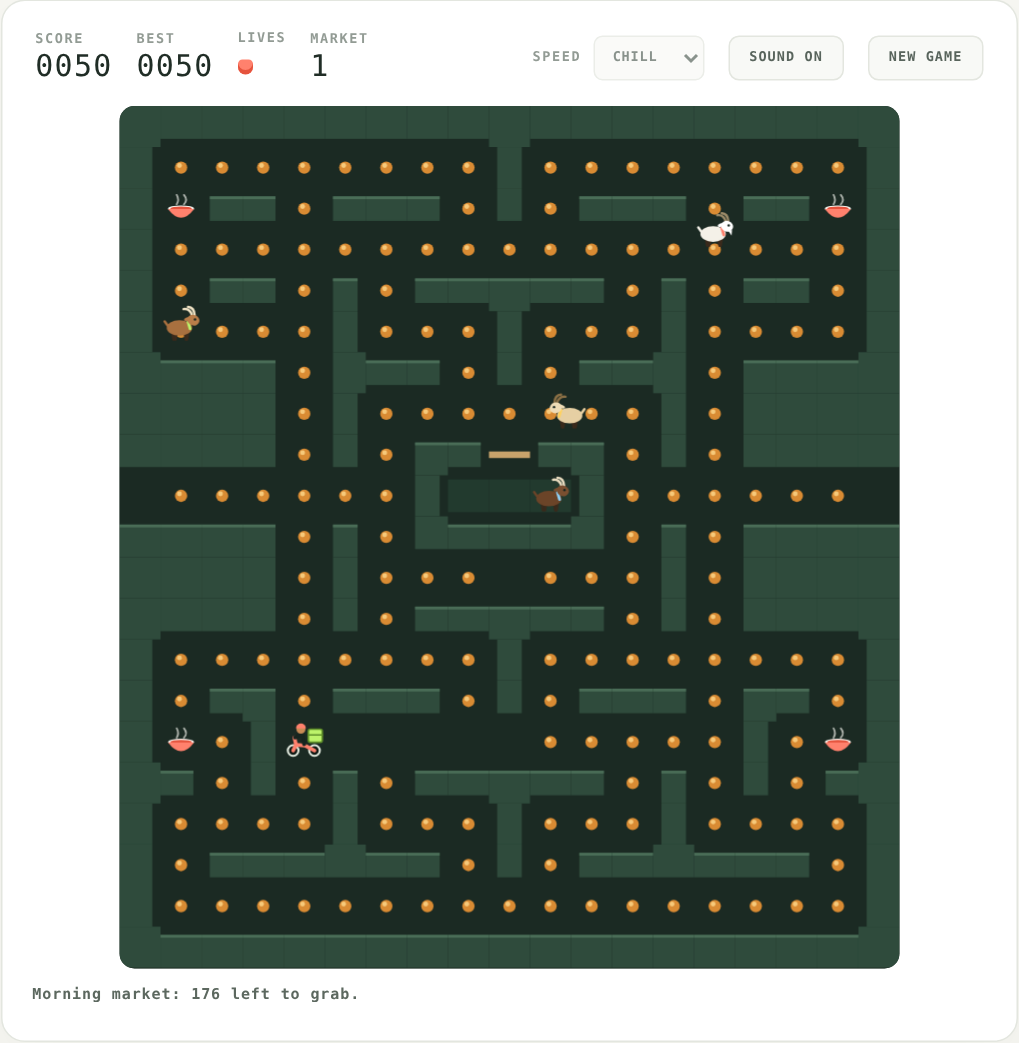 SCORE BEST LIVES MARKET
0050 0050 1
SPEED CHILL SOUND ON NEW GAME
Morning market: 176 left to grab.